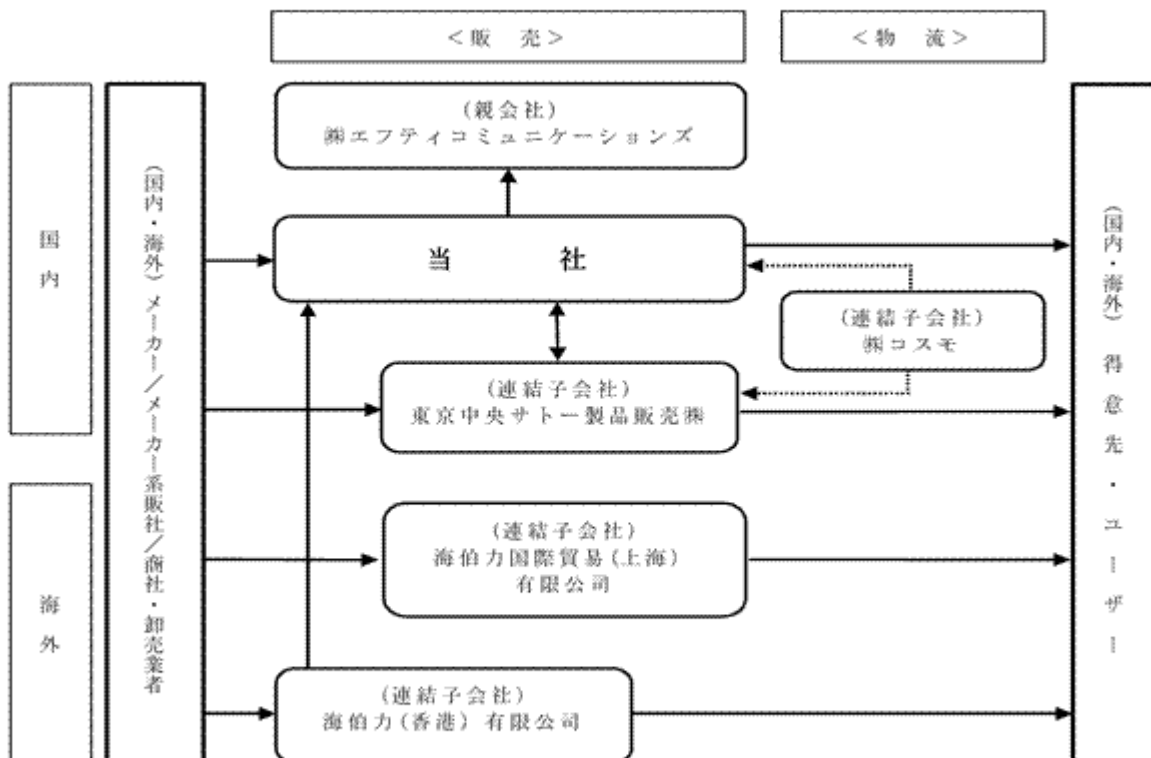 ＜販　売＞
＜物　流＞
国内
海外
(国内・海外)メーカー/メーカー系販社/商社・卸売業者
(親会社)
㈱エフティコミュニケーションズ
当　社
(連結子会社)
㈱コスモ
(連結子会社)
東京中央サトー製品販売㈱
(連結子会社)
海伯力国際貿易(上海)
有限公司
(連結子会社)
海伯力(香港)有限公司
(国内・海外)得意先・ユーザー